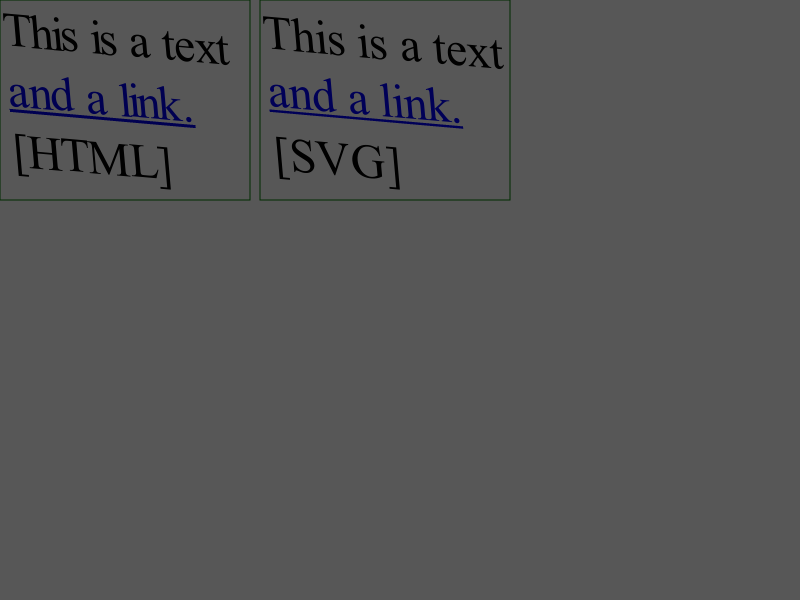 This is a text
and a link.
[HTML]
This is a text
and a link.
[SVG]